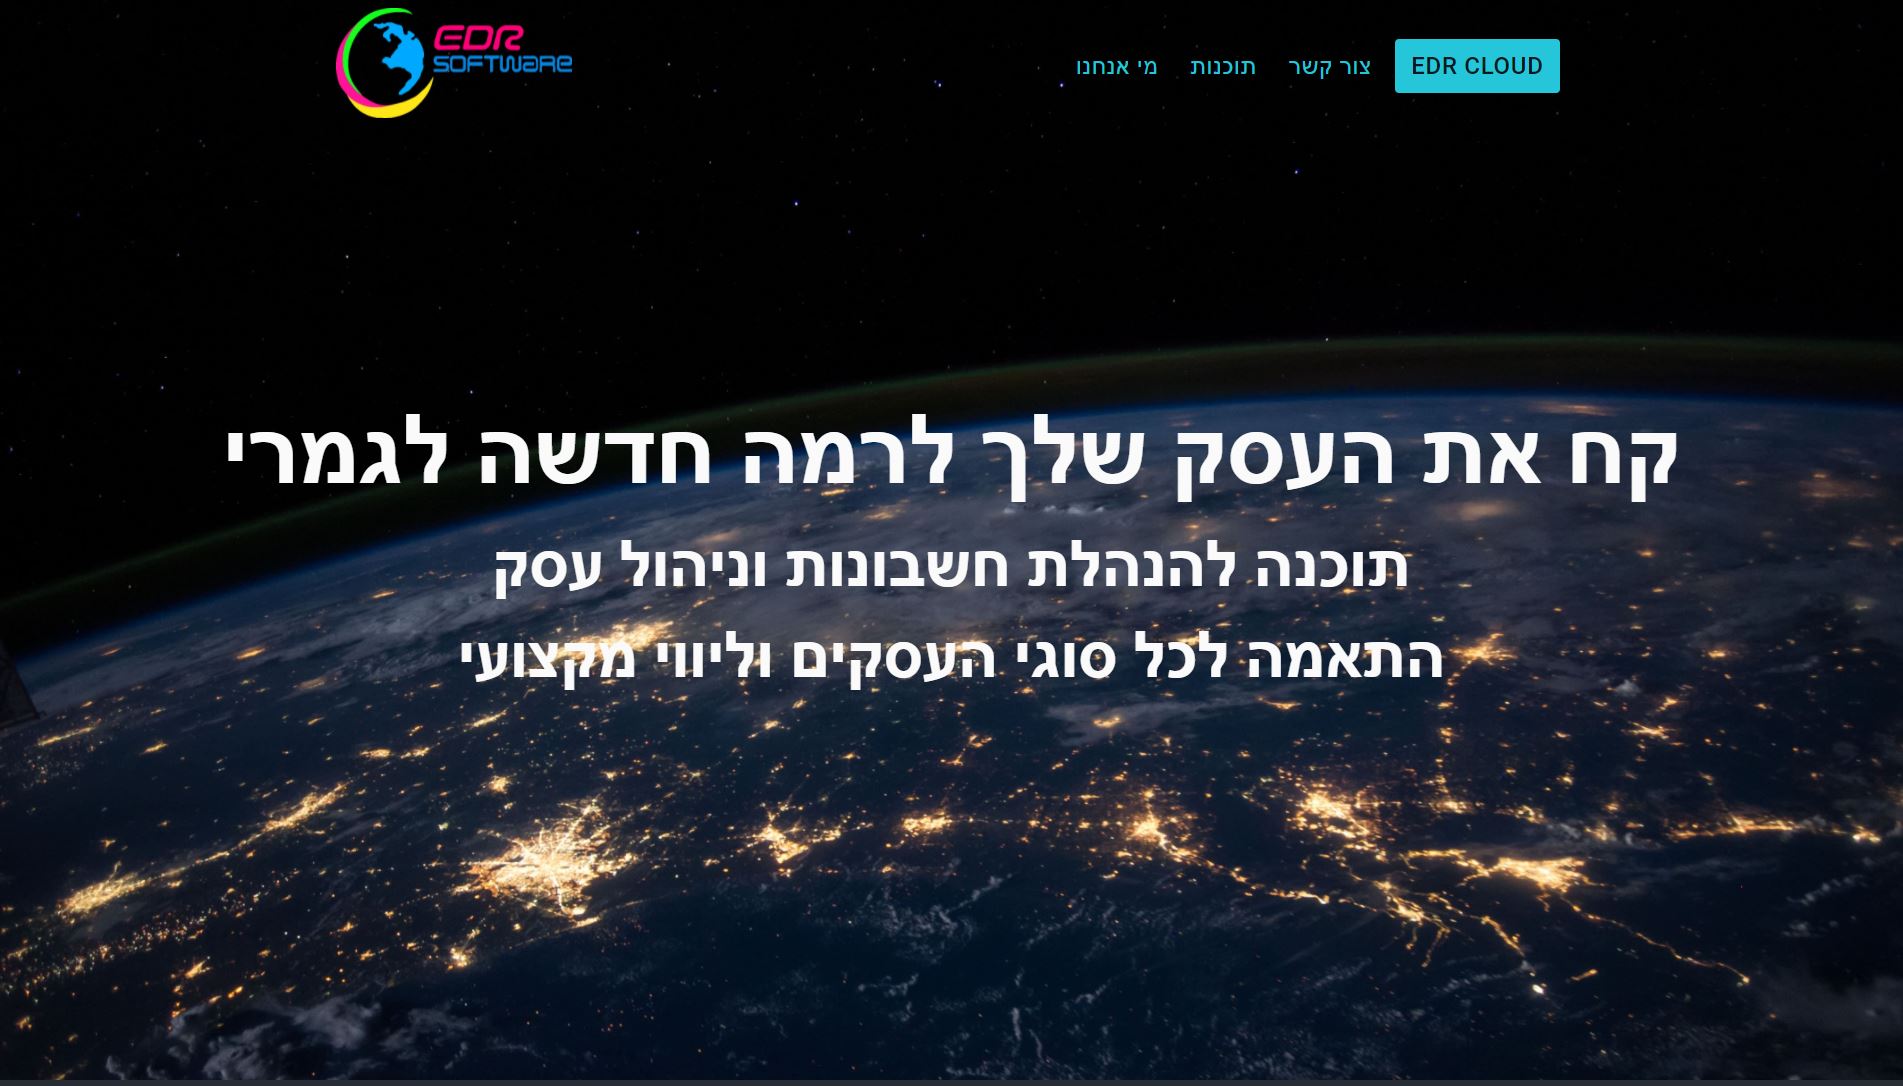 EDR
SOFTWARE
EDR CLOUD
צור קשר
תוכנות
מי אנחנו
קח את העסק שלך לרמה חדשה לגמרי
תוכנה להנהלת חשבונות וניהול עסק
התאמה לכל סוגי העסקים וליווי מקצועי